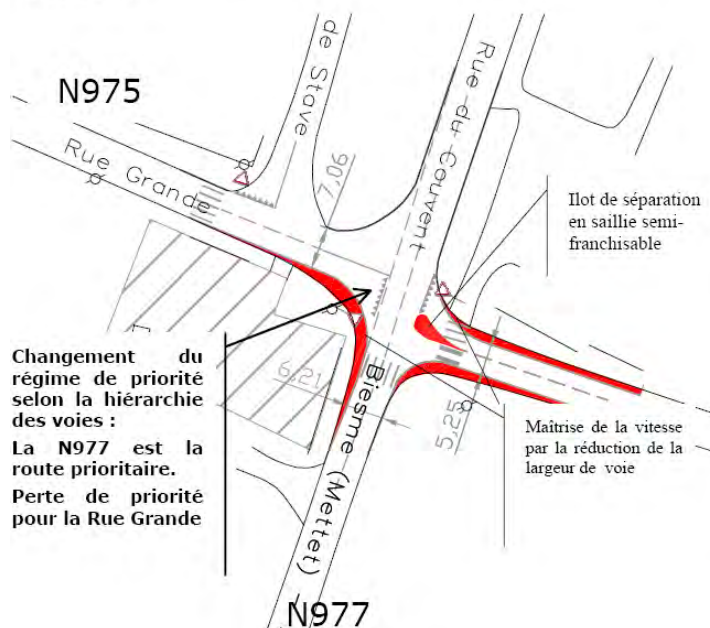 N975
de Stave
Rue du Couvent
Rue Grande
7,06
Ilot de séparation
en saillie semi-
franchisable
Changement du
régime de priorité
selon la hiérarchie
des voies :
La N977 est la
route prioritaire.
Perte de priorité
pour la Rue Grande
6,21
5,25
Biesme (Mettet)
Maîtrise de la vitesse
par la réduction de la
largeur de voie
N977